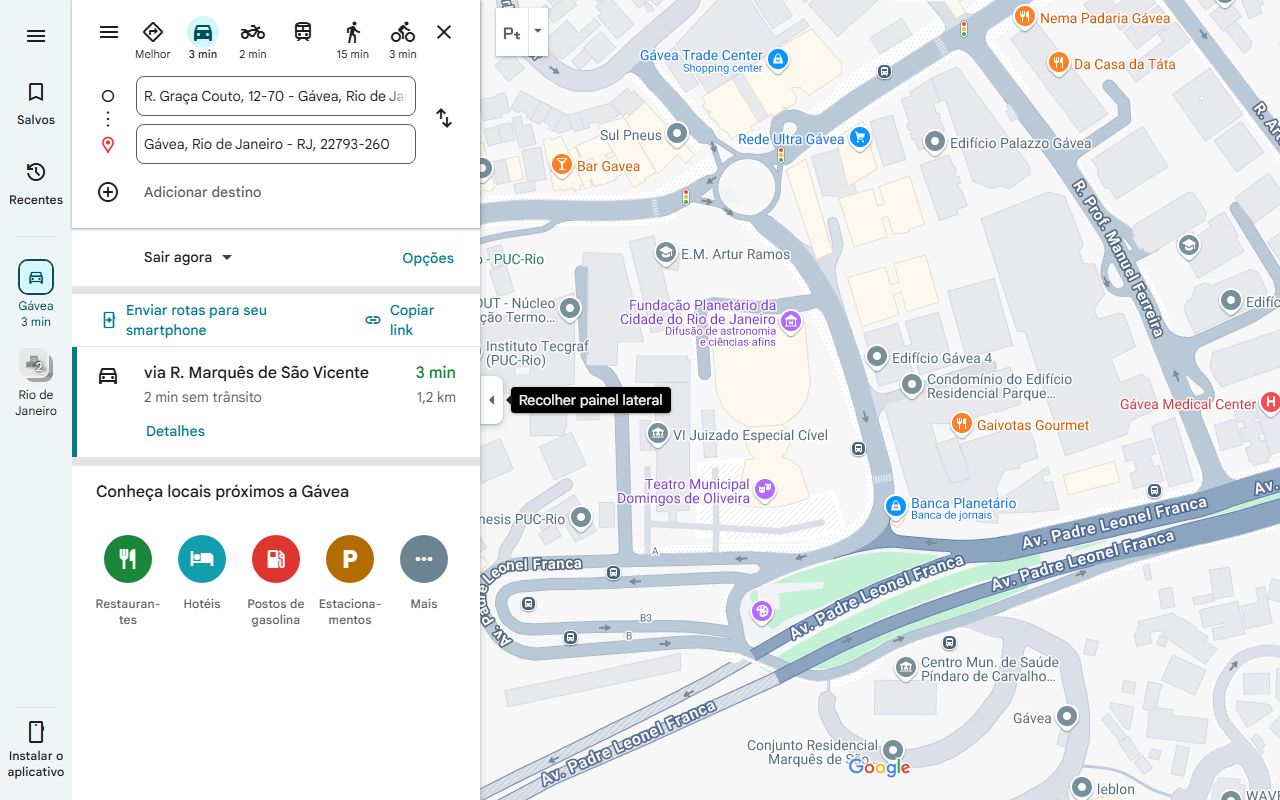 Salvos
Recentes
Gávea
3 min
2
Rio de
Janeiro
Instalar o
aplicativo
Melhor
3 min
2 min
15 min
3 min
R. Graça Couto, 12-70 - Gávea, Rio de Ja
Gávea, Rio de Janeiro - RJ, 22793-260
Adicionar destino
Sair agora
Opções
Enviar rotas para seu
smartphone
Copiar
link
via R. Marquês de São Vicente
3 min
2 min sem trânsito
1,2 km
Detalhes
Conheça locais próximos a Gávea
P
Restauran-
tes
Hotéis
Postos de
gasolina
Estaciona-
mentos
Mais
Recolher painel lateral
Nema Padaria Gávea
Gávea Trade Center
Shopping center
Da Casa da Táta
Sul Pneus
Rede Ultra Gávea
Edifício Palazzo Gávea
Bar Gavea
R. Prof. Manuel Ferreira
R. A
E.M. Artur Ramos
o - PUC-Rio
OUT - Núcleo
ção Termo...
Fundação Planetário da
Cidade do Rio de Janeiro
Difusão de astronomia
e ciências afins
Edifíc
Instituto Tecgraf
(PUC-Rio)
Edifício Gávea 4
Condomínio do Edifício
Residencial Parque...
Gávea Medical Center
H
Gaivotas Gourmet
VI Juizado Especial Cível
Teatro Municipal
Domingos de Oliveira
Banca Planetário
Banca de jornais
Av.
Av. Padre Leonel Franca
Av. Padre Leonel Franca
nesis PUC-Rio
A
Leonel Franca
Av. Padre
Av. Padre Leonel Franca
B3
B
Centro Mun. de Saúde
Píndaro de Carvalho...
Av. Padre Leonel Franca
Gávea
Conjunto Residencial
Marquês de São...
Google
leblon
WAVE